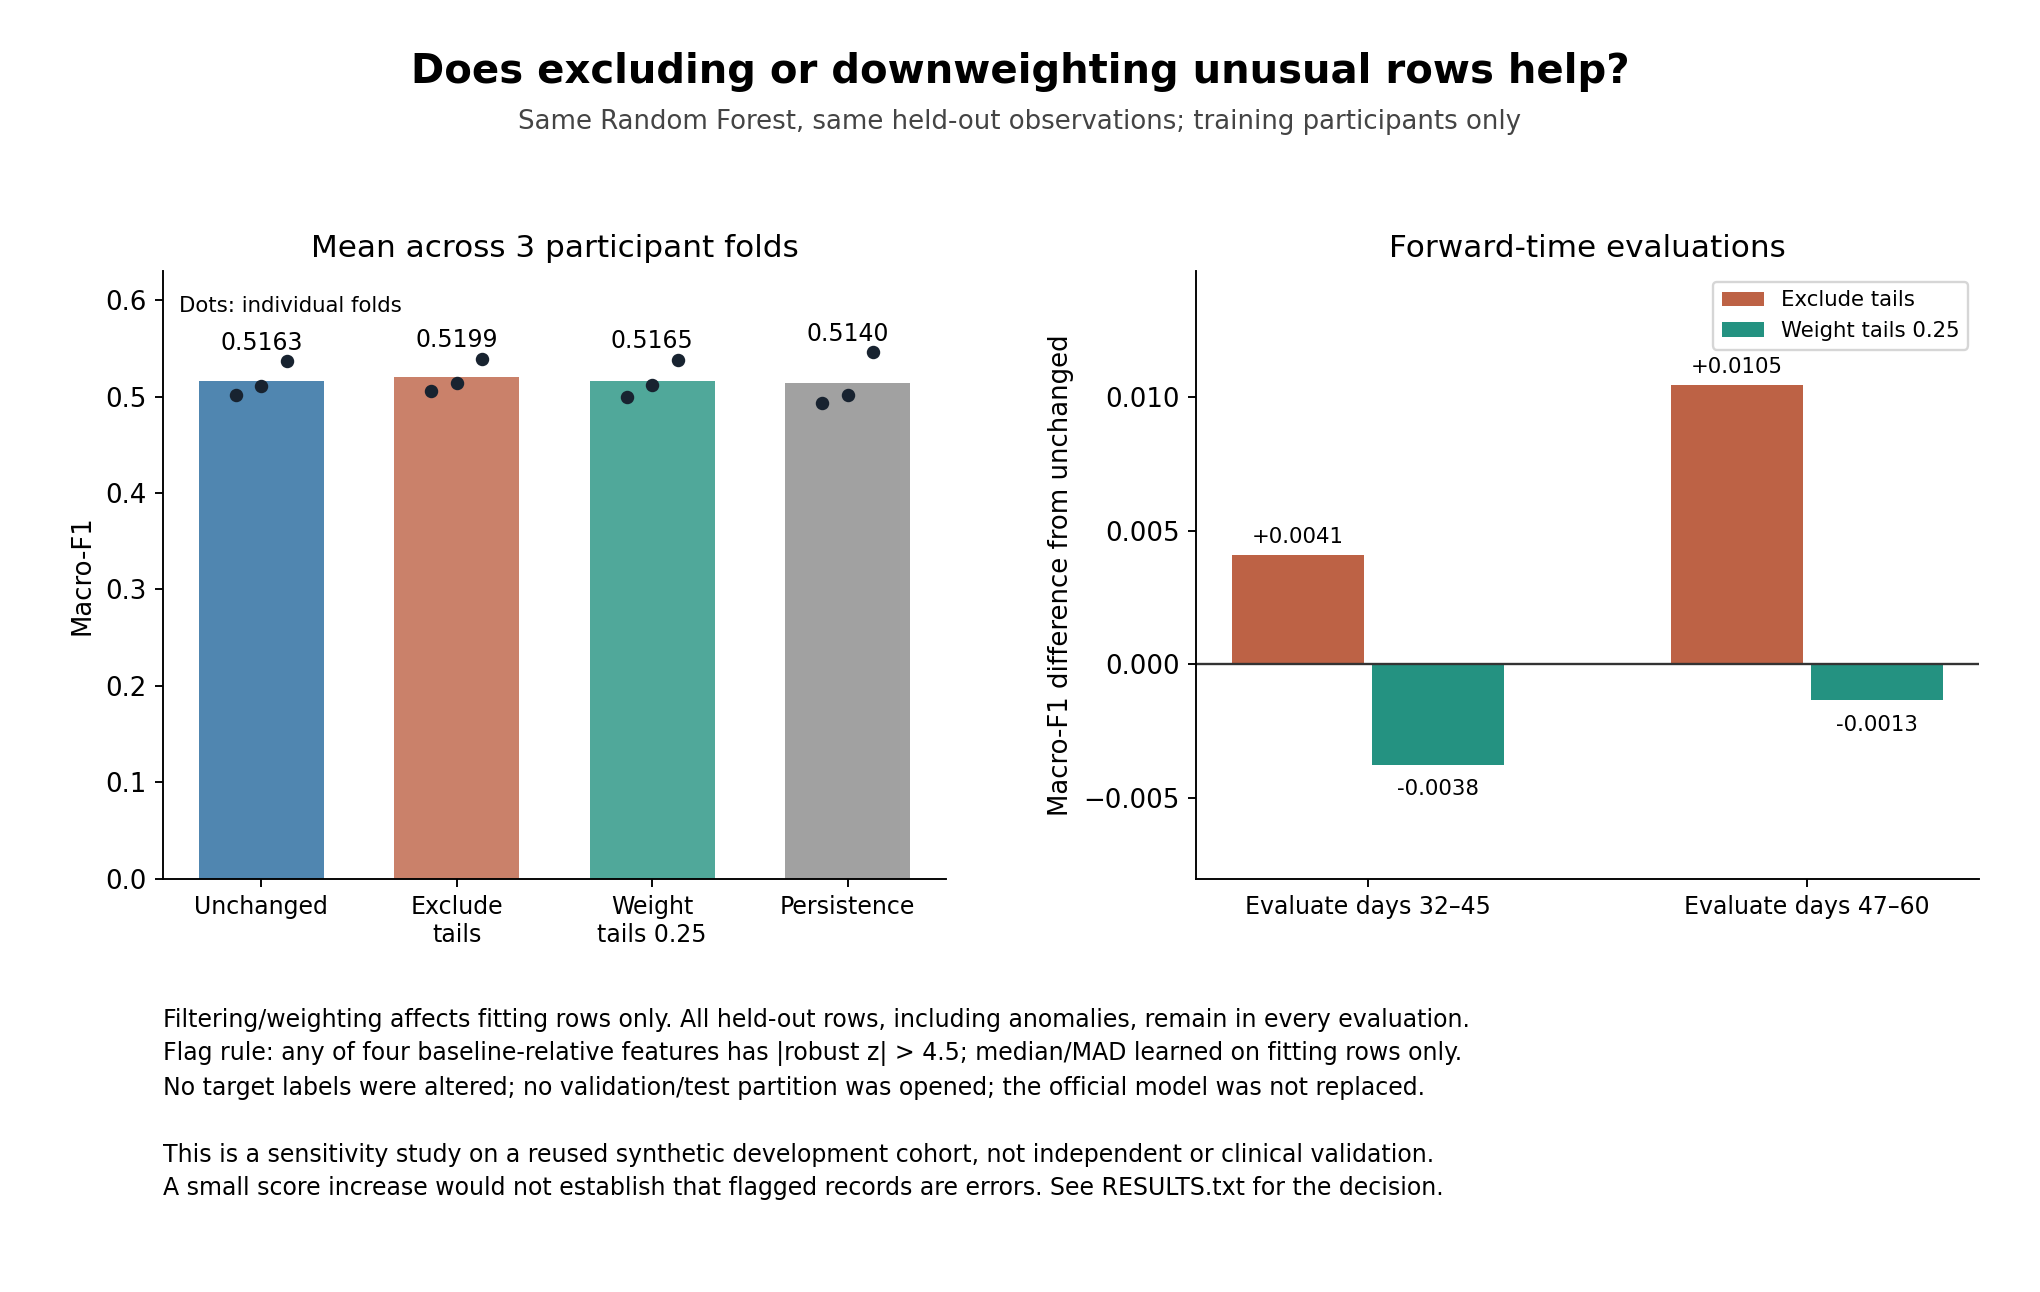 Does excluding or downweighting unusual rows help?
Same Random Forest, same held-out observations; training participants only
Mean across 3 participant folds
Dots: individual folds
0.5163
0.5199
0.5165
0.5140
0.6
0.5
0.4
0.3
0.2
0.1
0.0
Macro-F1
Unchanged
Exclude
tails
Weight
tails 0.25
Persistence
Forward-time evaluations
Exclude tails
Weight tails 0.25
+0.0041
-0.0038
+0.0105
-0.0013
0.010
0.005
0.000
−0.005
Macro-F1 difference from unchanged
Evaluate days 32–45
Evaluate days 47–60
Filtering/weighting affects fitting rows only. All held-out rows, including anomalies, remain in every evaluation.
Flag rule: any of four baseline-relative features has |robust z| > 4.5; median/MAD learned on fitting rows only.
No target labels were altered; no validation/test partition was opened; the official model was not replaced.
This is a sensitivity study on a reused synthetic development cohort, not independent or clinical validation.
A small score increase would not establish that flagged records are errors. See RESULTS.txt for the decision.